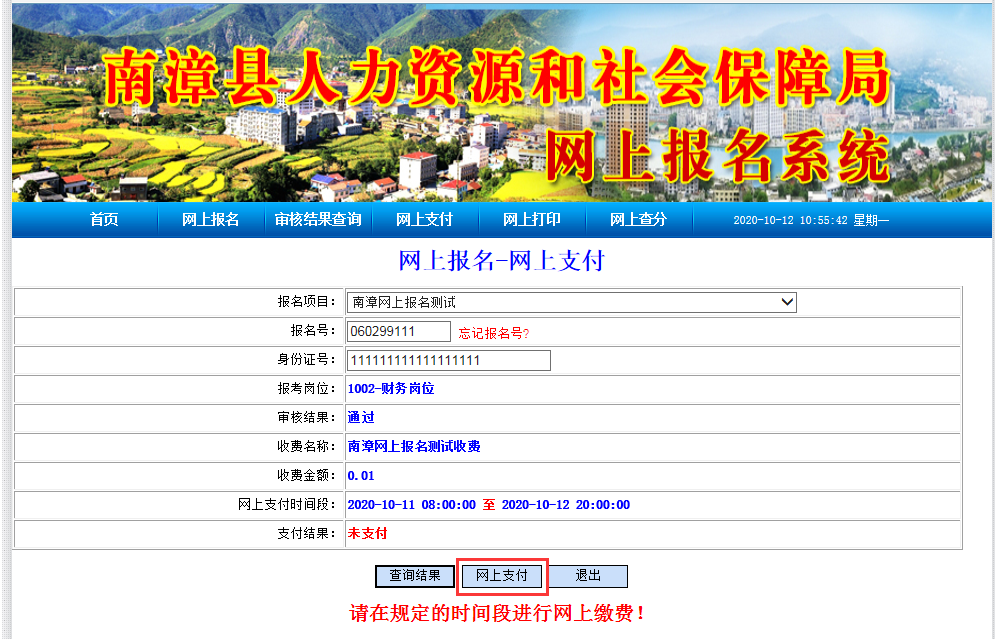 南漳县人力资源和社会保障局
网上报名系统
首页 网上报名 审核结果查询 网上支付 网上打印 网上查分 2020-10-12 10:55:42 星期一
网上报名-网上支付
报名项目： 南漳网上报名测试
报名号： 060299111 忘记报名号?
身份证号： 111111111111111111
报考岗位： 1002-财务岗位
审核结果： 通过
收费名称： 南漳网上报名测试收费
收费金额： 0.01
网上支付时间段： 2020-10-11 08:00:00 至 2020-10-12 20:00:00
支付结果： 未支付
查询结果 网上支付 退出
请在规定的时间段进行网上缴费！